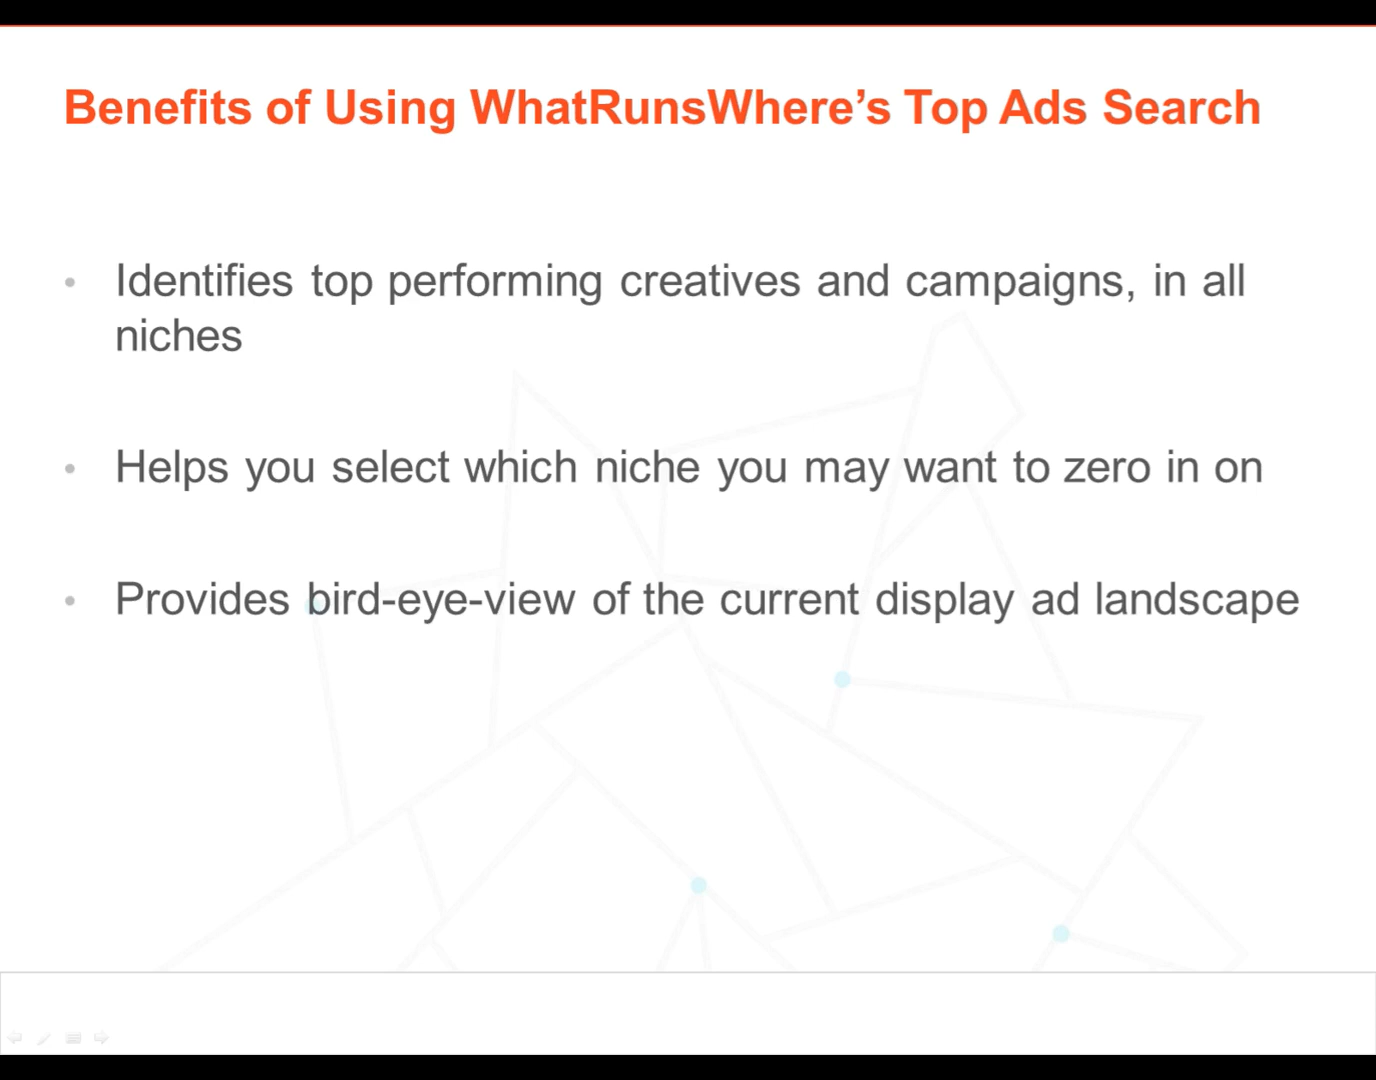 Benefits of Using WhatRunsWhere’s Top Ads Search
• Identifies top performing creatives and campaigns, in all
niches
• Helps you select which niche you may want to zero in on
• Provides bird-eye-view of the current display ad landscape